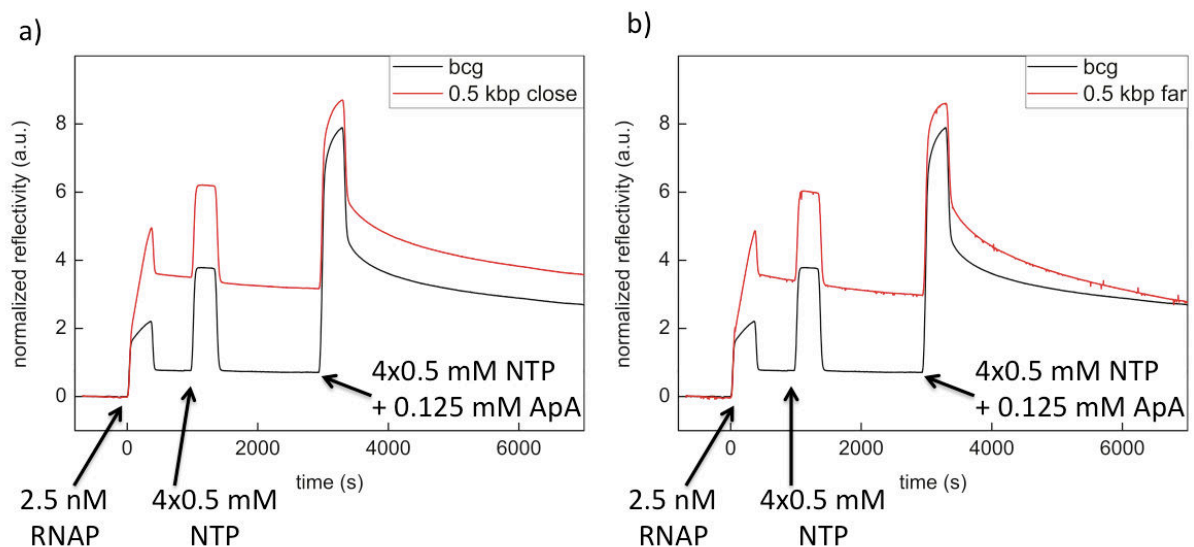 a)
bcg
0.5 kbp close
normalized reflectivity (a.u.)
8
6
4
2
0
4x0.5 mM NTP
+ 0.125 mM ApA
0
2000
4000
6000
time (s)
2.5 nM
RNAP
4x0.5 mM
NTP
b)
bcg
0.5 kbp far
normalized reflectivity (a.u.)
8
6
4
2
0
4x0.5 mM NTP
+ 0.125 mM ApA
0
2000
4000
6000
time (s)
2.5 nM
RNAP
4x0.5 mM
NTP